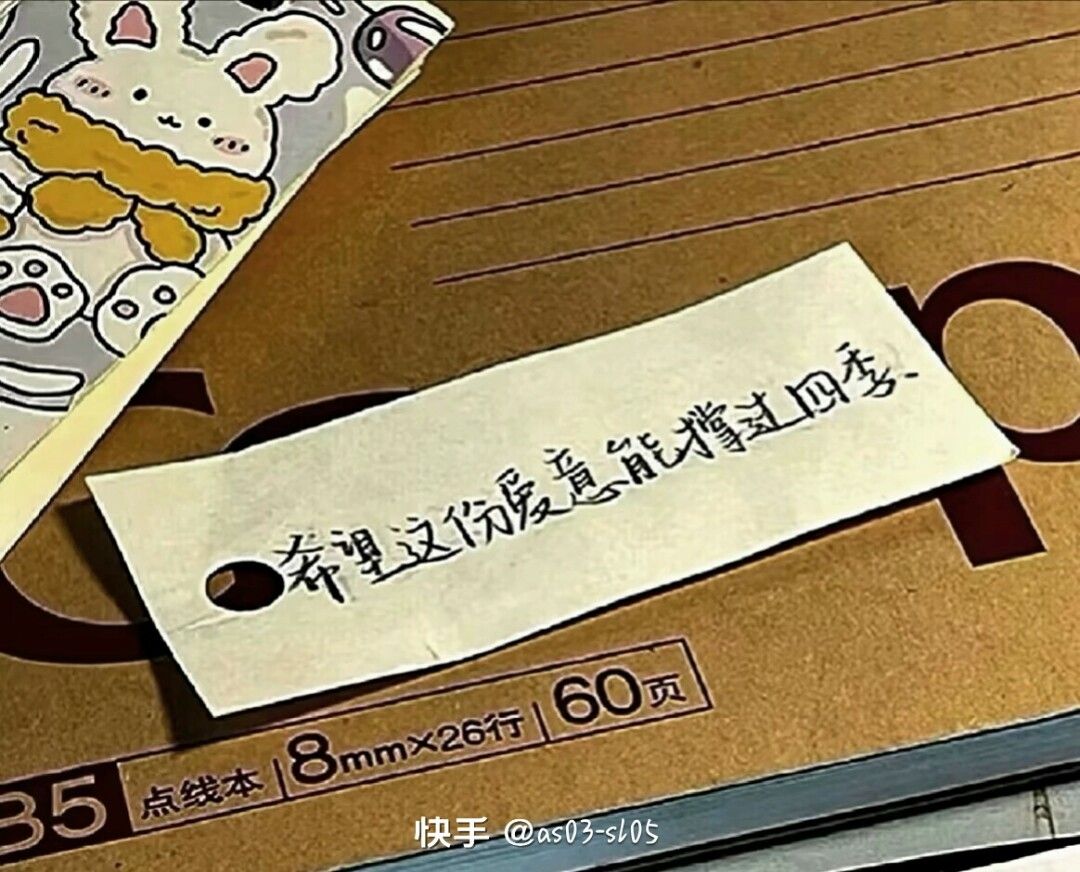 希望这份爱意能撑过四季、
B5 点线本 8mm×26行 60页
快手 @as03-sl05